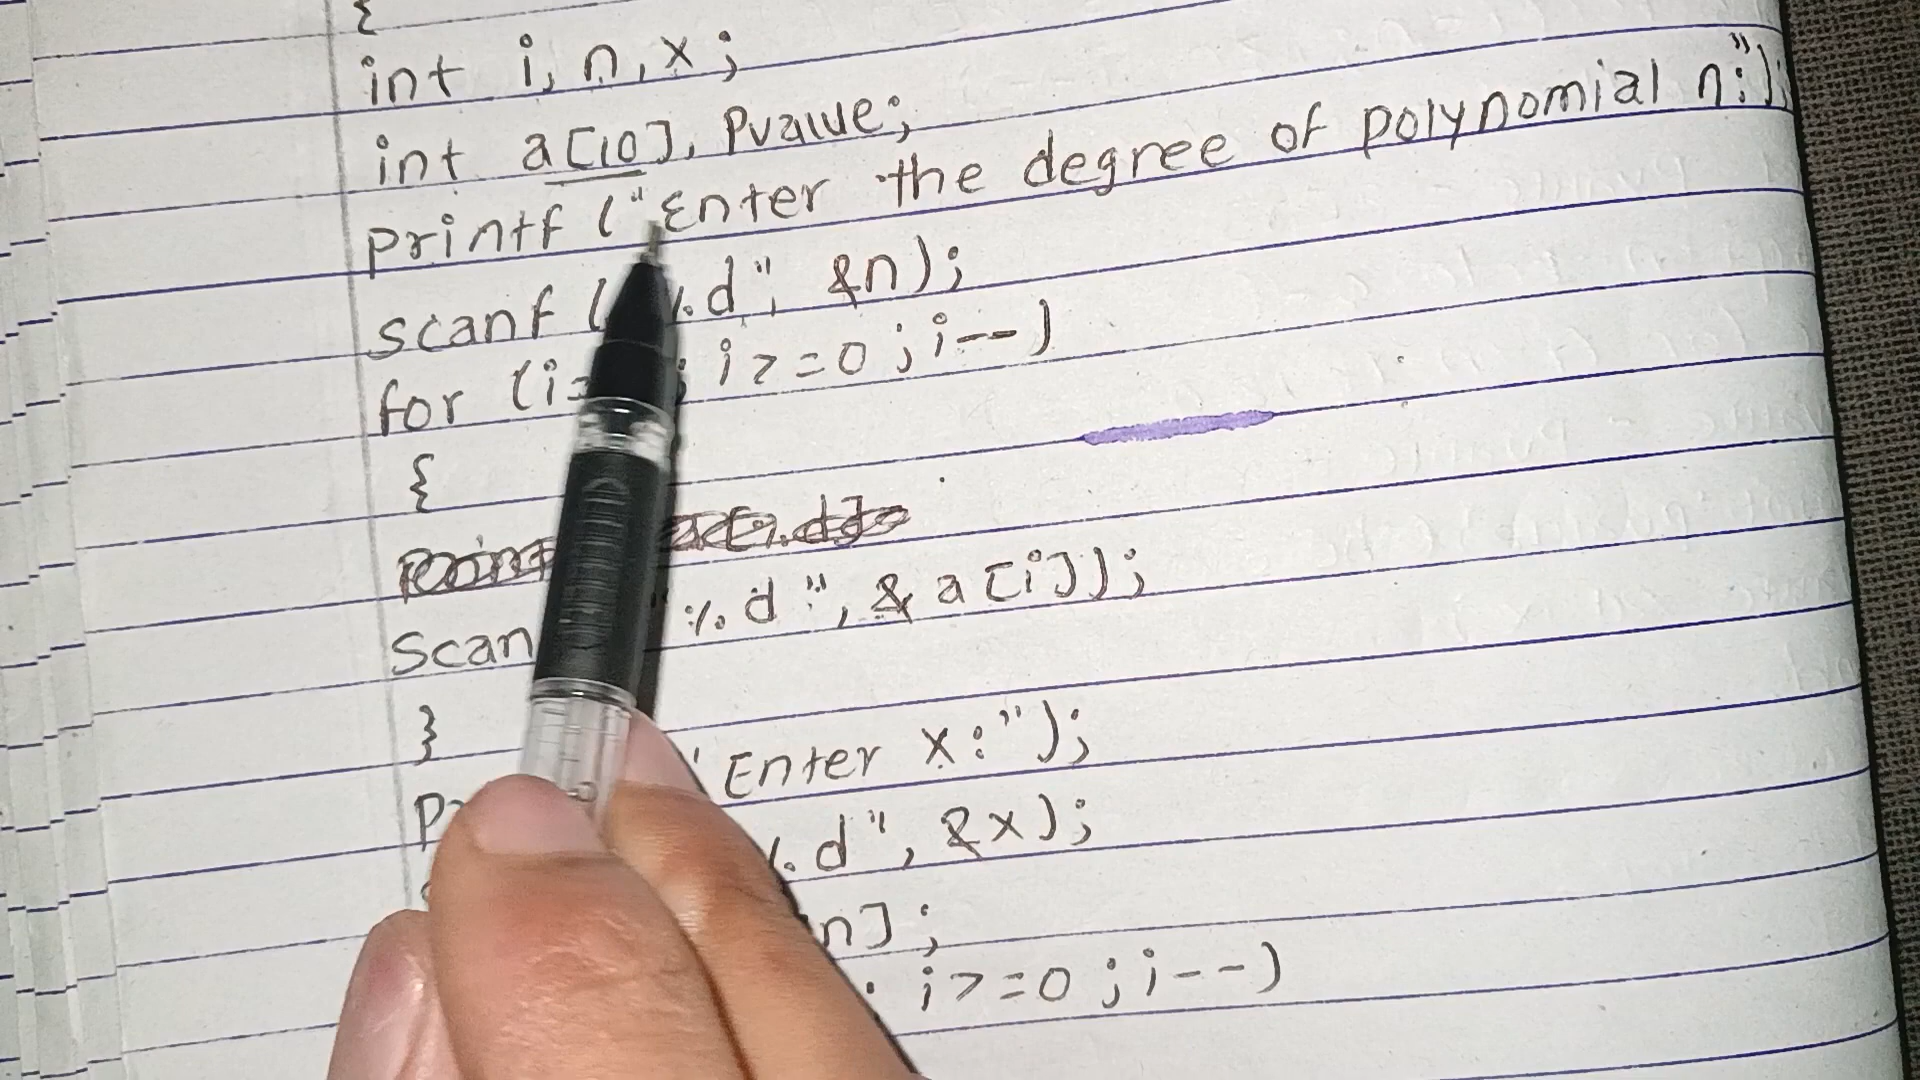 {
int i, n, x;
int a[10], Pvalue;
printf ("Enter the degree of polynomial n:");
scanf ( %d", &n);
for (i= ; i>=0 ; i--)
{
Scan "%d", &a[i]);
}
"Enter x:");
%d", &x);
n];
; i>=0 ; i--)